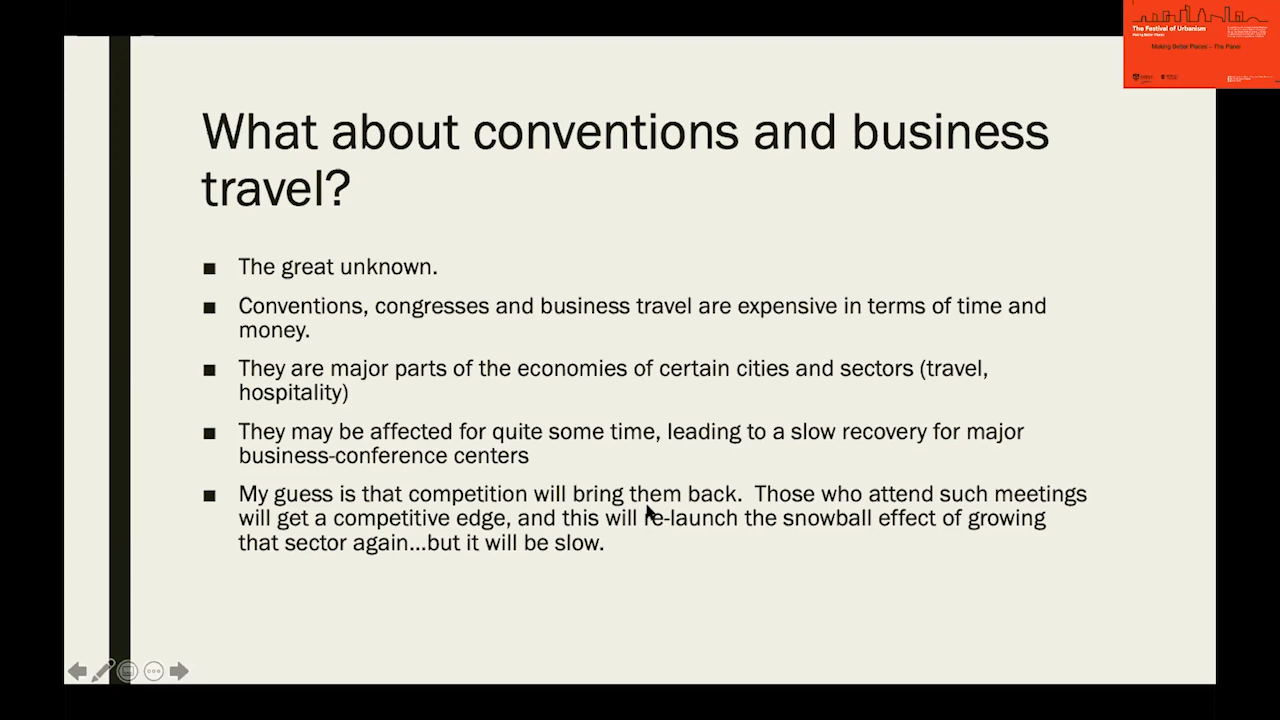 The Festival of Urbanism
Making Better Places
Making Better Places – The Panel
What about conventions and business
travel?
■ The great unknown.
■ Conventions, congresses and business travel are expensive in terms of time and
money.
■ They are major parts of the economies of certain cities and sectors (travel,
hospitality)
■ They may be affected for quite some time, leading to a slow recovery for major
business-conference centers
■ My guess is that competition will bring them back. Those who attend such meetings
will get a competitive edge, and this will re-launch the snowball effect of growing
that sector again...but it will be slow.